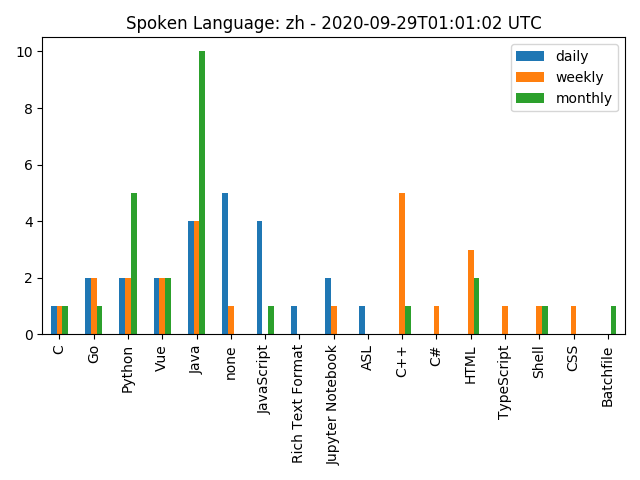 Spoken Language: zh - 2020-09-29T01:01:02 UTC
daily
weekly
monthly
10
8
6
4
2
0
C
Go
Python
Vue
Java
none
JavaScript
Rich Text Format
Jupyter Notebook
ASL
C++
C#
HTML
TypeScript
Shell
CSS
Batchfile